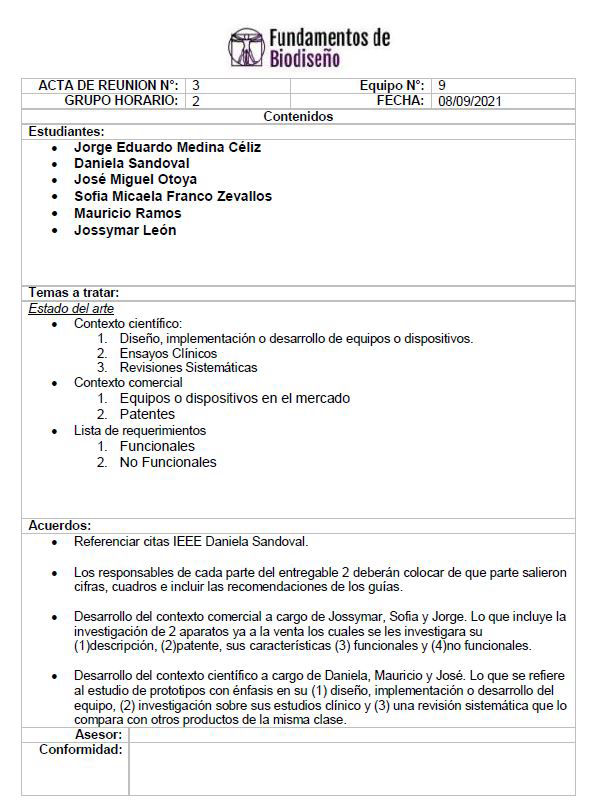 Fundamentos de
Biodiseño
ACTA DE REUNION N°: 3 Equipo N°: 9
GRUPO HORARIO: 2 FECHA: 08/09/2021
Contenidos
Estudiantes:
• Jorge Eduardo Medina Céliz
• Daniela Sandoval
• José Miguel Otoya
• Sofia Micaela Franco Zevallos
• Mauricio Ramos
• Jossymar León
Temas a tratar:
Estado del arte
• Contexto científico:
1. Diseño, implementación o desarrollo de equipos o dispositivos.
2. Ensayos Clínicos
3. Revisiones Sistemáticas
• Contexto comercial
1. Equipos o dispositivos en el mercado
2. Patentes
• Lista de requerimientos
1. Funcionales
2. No Funcionales
Acuerdos:
• Referenciar citas IEEE Daniela Sandoval.
• Los responsables de cada parte del entregable 2 deberán colocar de que parte salieron
cifras, cuadros e incluir las recomendaciones de los guías.
• Desarrollo del contexto comercial a cargo de Jossymar, Sofia y Jorge. Lo que incluye la
investigación de 2 aparatos ya a la venta los cuales se les investigara su
(1)descripción, (2)patente, sus características (3) funcionales y (4)no funcionales.
• Desarrollo del contexto científico a cargo de Daniela, Mauricio y José. Lo que se refiere
al estudio de prototipos con énfasis en su (1) diseño, implementación o desarrollo del
equipo, (2) investigación sobre sus estudios clínico y (3) una revisión sistemática que lo
compara con otros productos de la misma clase.
Asesor:
Conformidad: